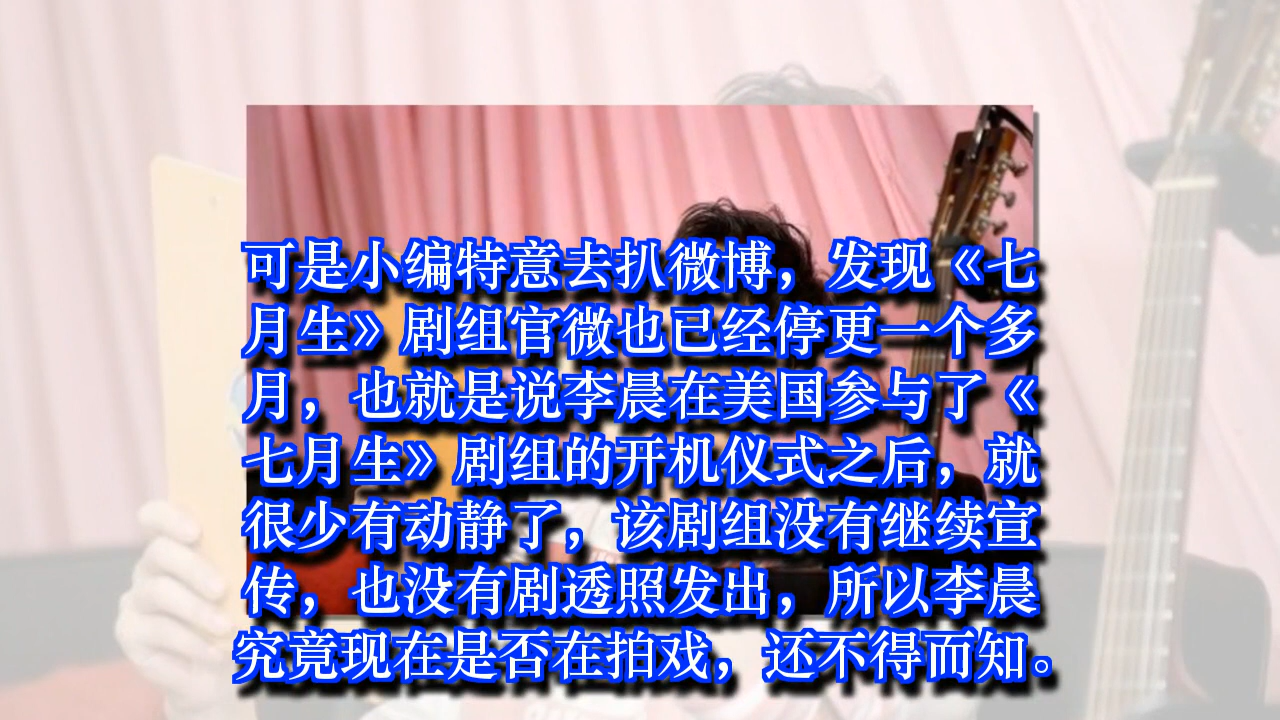 可是小编特意去扒微博，发现《七
月生》剧组官微也已经停更一个多
月，也就是说李晨在美国参与了《
七月生》剧组的开机仪式之后，就
很少有动静了，该剧组没有继续宣
传，也没有剧透照发出，所以李晨
究竟现在是否在拍戏，还不得而知。